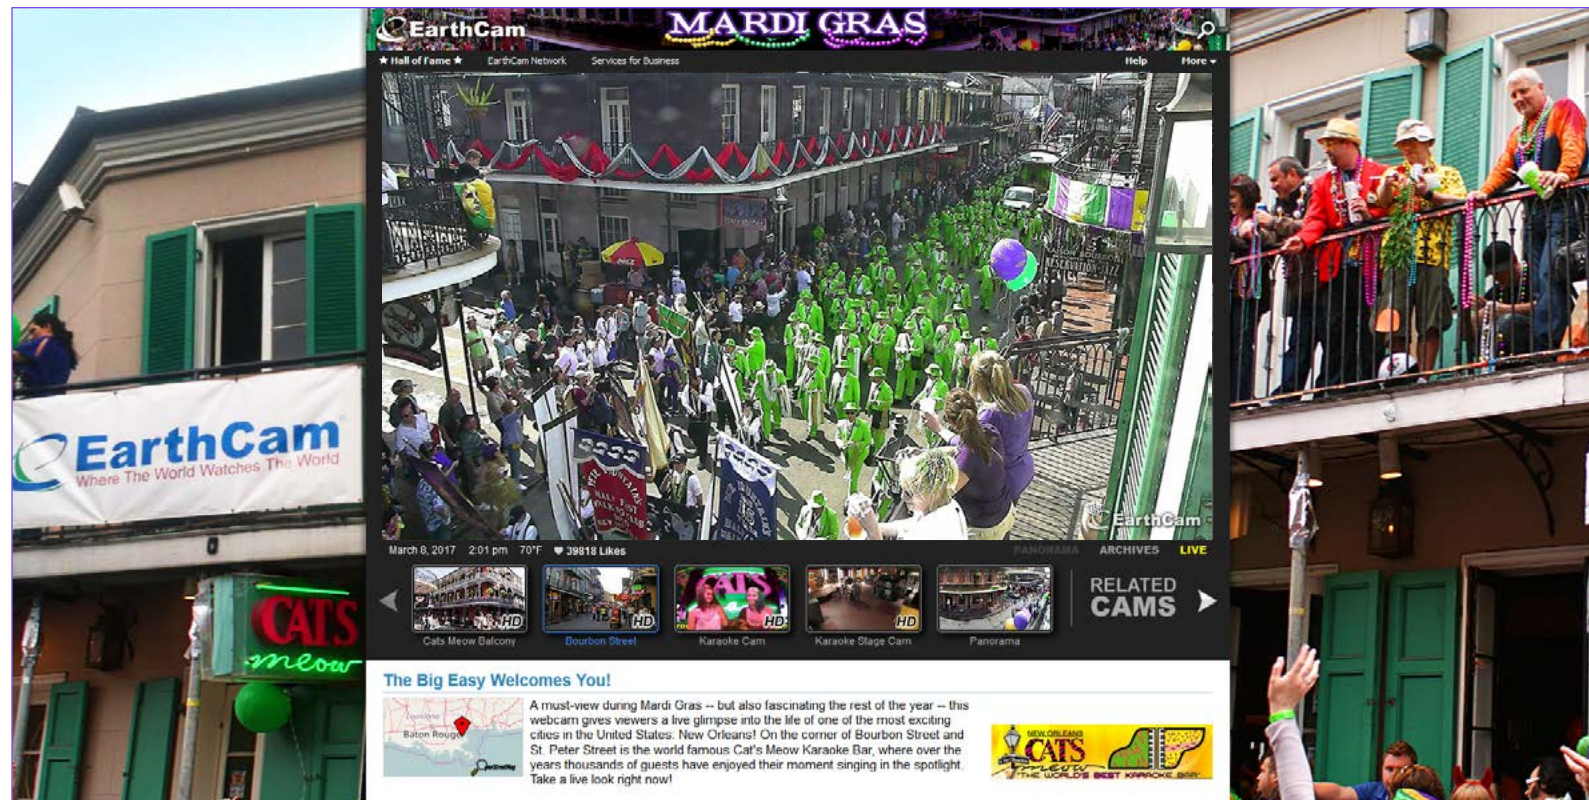 EarthCam
MARDI GRAS
★ Hall of Fame ★ EarthCam Network Services for Business Help More
EarthCam
March 8, 2017 2:01 pm 70°F ♥ 39818 Likes PANORAMA ARCHIVES LIVE
HD HD HD HD
Cats Meow Balcony Bourbon Street Karaoke Cam Karaoke Stage Cam Panorama
RELATED
CAMS
The Big Easy Welcomes You!
A must-view during Mardi Gras -- but also fascinating the rest of the year -- this
webcam gives viewers a live glimpse into the life of one of the most exciting
cities in the United States: New Orleans! On the corner of Bourbon Street and
St. Peter Street is the world famous Cat's Meow Karaoke Bar, where over the
years thousands of guests have enjoyed their moment singing in the spotlight.
Take a live look right now!
Louisiana
Baton Rouge
OpenStreetMap
NEW ORLEANS
CATS
meow
"THE WORLD'S BEST KARAOKE BAR"
EarthCam
Where The World Watches The World
CATS
meow